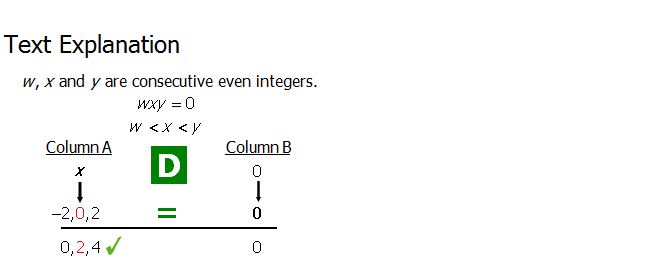 Text Explanation
w, x and y are consecutive even integers.
wxy = 0
w < x < y
Column A D Column B
x 0
−2,0,2 = 0
0,2,4 ✓ 0